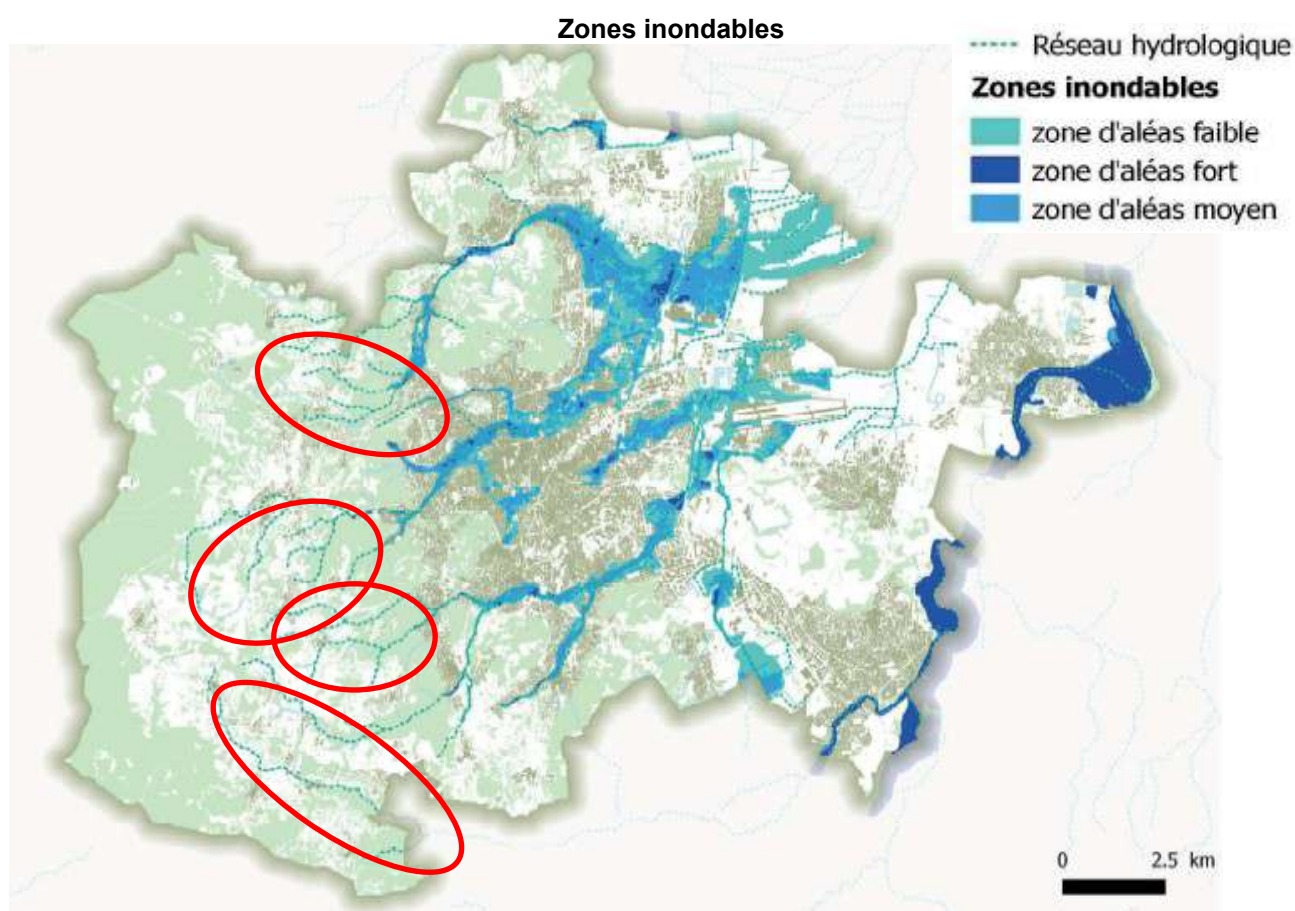 Zones inondables
Réseau hydrologique
Zones inondables
zone d'aléas faible
zone d'aléas fort
zone d'aléas moyen
0 2.5 km